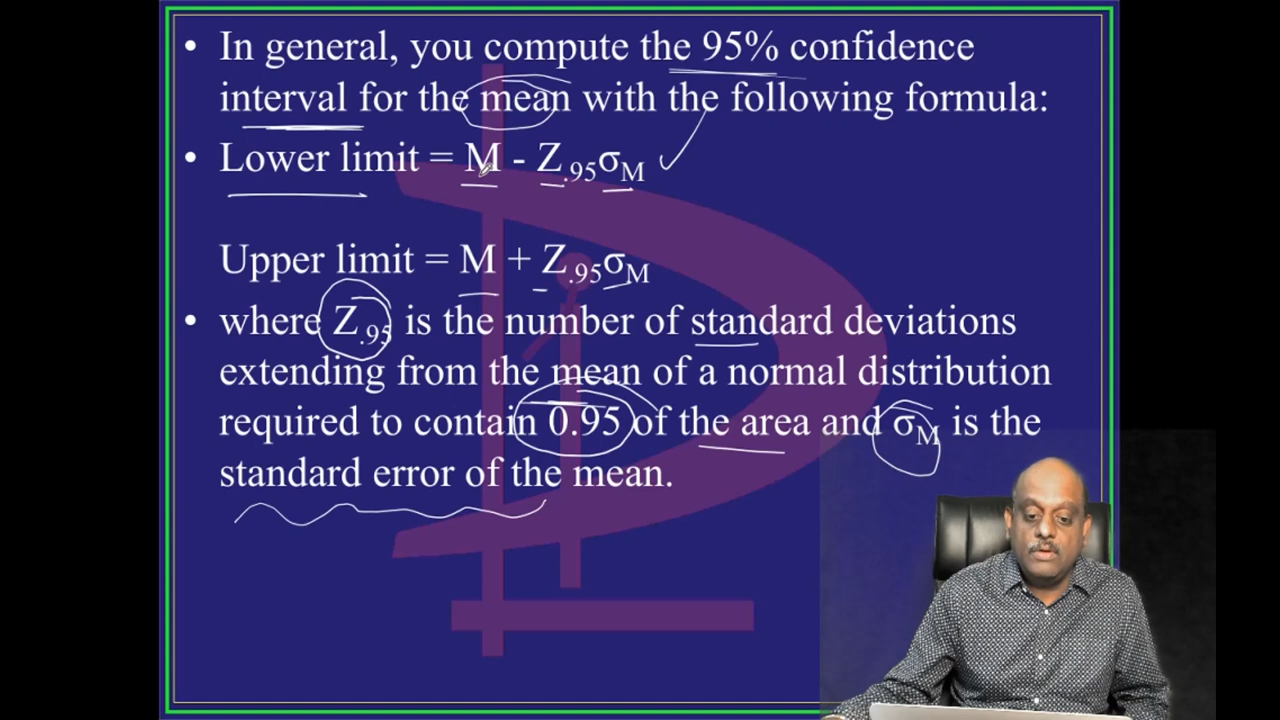 • In general, you compute the 95% confidence
interval for the mean with the following formula:
• Lower limit = M - Z.95σM
Upper limit = M + Z.95σM
• where Z.95 is the number of standard deviations
extending from the mean of a normal distribution
required to contain 0.95 of the area and σM is the
standard error of the mean.